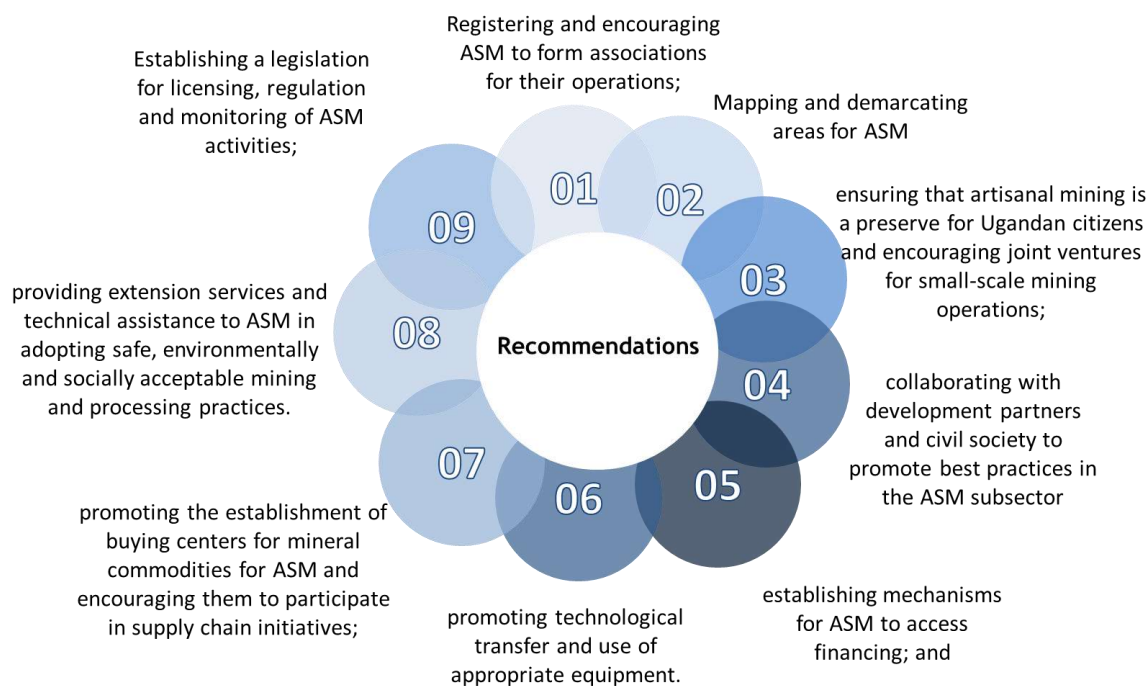 Registering and encouraging
ASM to form associations
for their operations;
01
Mapping and demarcating
areas for ASM
02
ensuring that artisanal mining is
a preserve for Ugandan citizens
and encouraging joint ventures
for small-scale mining
operations;
03
collaborating with
development partners
and civil society to
promote best practices in
the ASM subsector
04
establishing mechanisms
for ASM to access
financing; and
05
promoting technological
transfer and use of
appropriate equipment.
06
promoting the establishment of
buying centers for mineral
commodities for ASM and
encouraging them to participate
in supply chain initiatives;
07
providing extension services and
technical assistance to ASM in
adopting safe, environmentally
and socially acceptable mining
and processing practices.
08
Establishing a legislation
for licensing, regulation
and monitoring of ASM
activities;
09
Recommendations